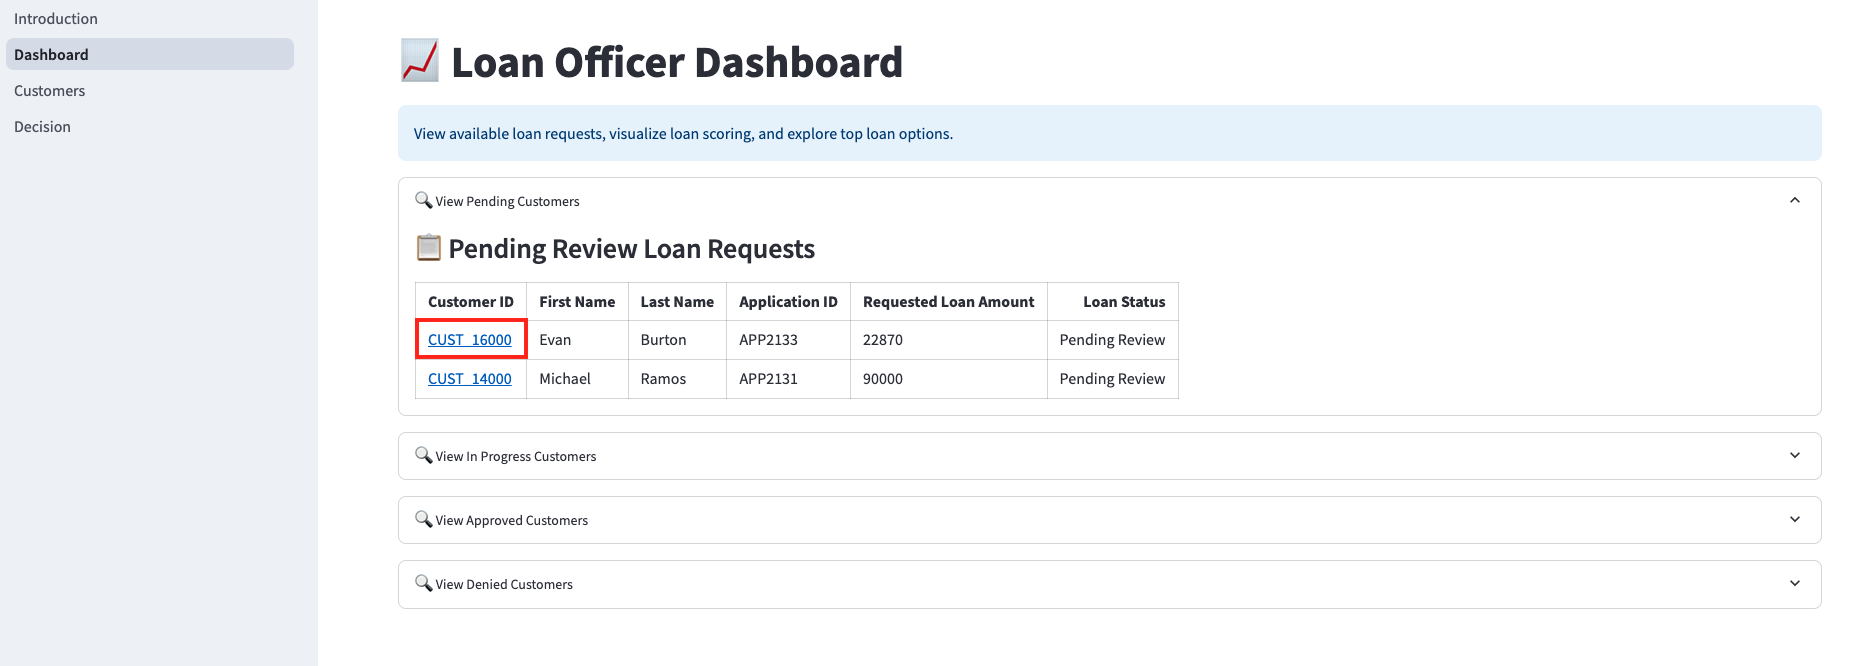 Introduction
Dashboard
Customers
Decision
Loan Officer Dashboard
View available loan requests, visualize loan scoring, and explore top loan options.
View Pending Customers
Pending Review Loan Requests
Customer ID First Name Last Name Application ID Requested Loan Amount Loan Status
CUST_16000 Evan Burton APP2133 22870 Pending Review
CUST_14000 Michael Ramos APP2131 90000 Pending Review
View In Progress Customers
View Approved Customers
View Denied Customers